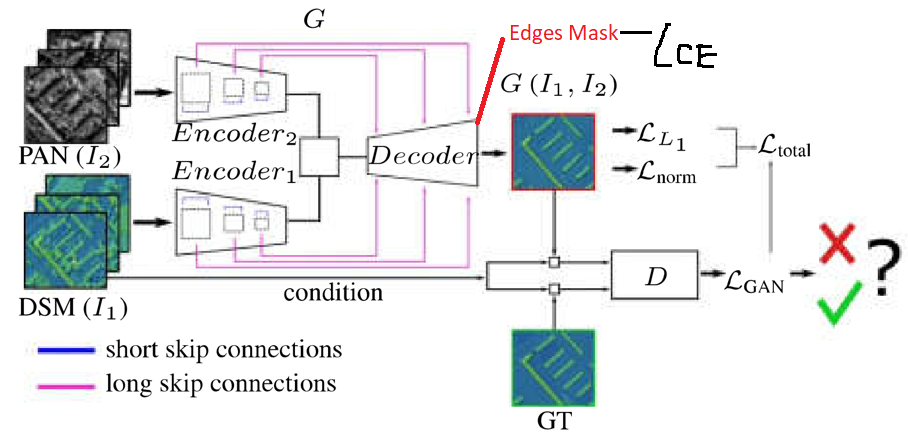 G
Edges Mask
LCE
G (I₁, I₂)
PAN (I₂)
Encoder₂
Encoder₁
Decoder
ℒL₁
ℒnorm
ℒtotal
DSM (I₁)
condition
D
ℒGAN
?
short skip connections
long skip connections
GT